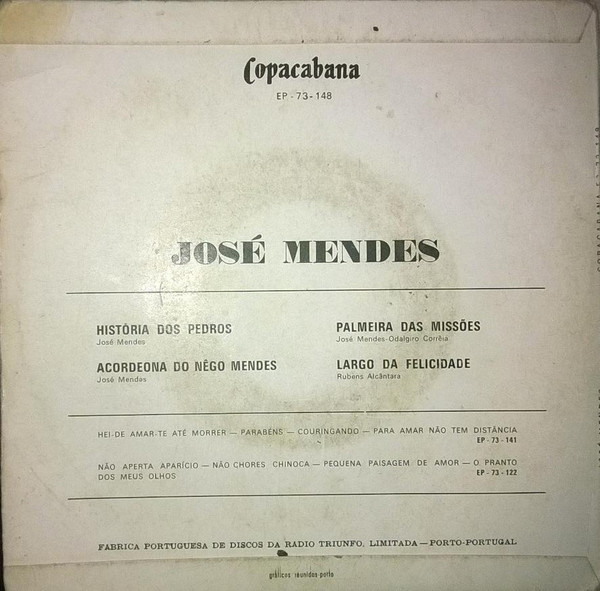 Copacabana
EP - 73 - 148
JOSÉ MENDES
HISTÓRIA DOS PEDROS
José Mendes
ACORDEONA DO NÊGO MENDES
José Mendas
PALMEIRA DAS MISSÕES
José Mendes-Odalgiro Corrêia
LARGO DA FELICIDADE
Rubens Alcântara
HEI-DE AMAR-TE ATÉ MORRER — PARABÉNS — COURINGANDO — PARA AMAR NÃO TEM DISTÂNCIA
EP - 73 - 141
NÃO APERTA APARÍCIO — NÃO CHORES CHINOCA — PEQUENA PAISAGEM DE AMOR — O PRANTO
DOS MEUS OLHOS
EP - 73 - 122
FABRICA PORTUGUESA DE DISCOS DA RADIO TRIUNFO, LIMITADA — PORTO-PORTUGAL
gráficos reunidos-porto